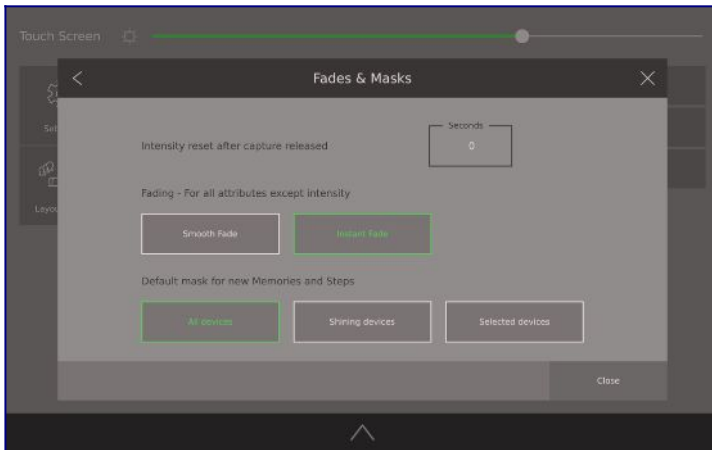 Touch Screen
Fades & Masks
Intensity reset after capture released
Seconds
0
Fading - For all attributes except intensity
Smooth Fade
Instant Fade
Default mask for new Memories and Steps
All devices
Shining devices
Selected devices
Close